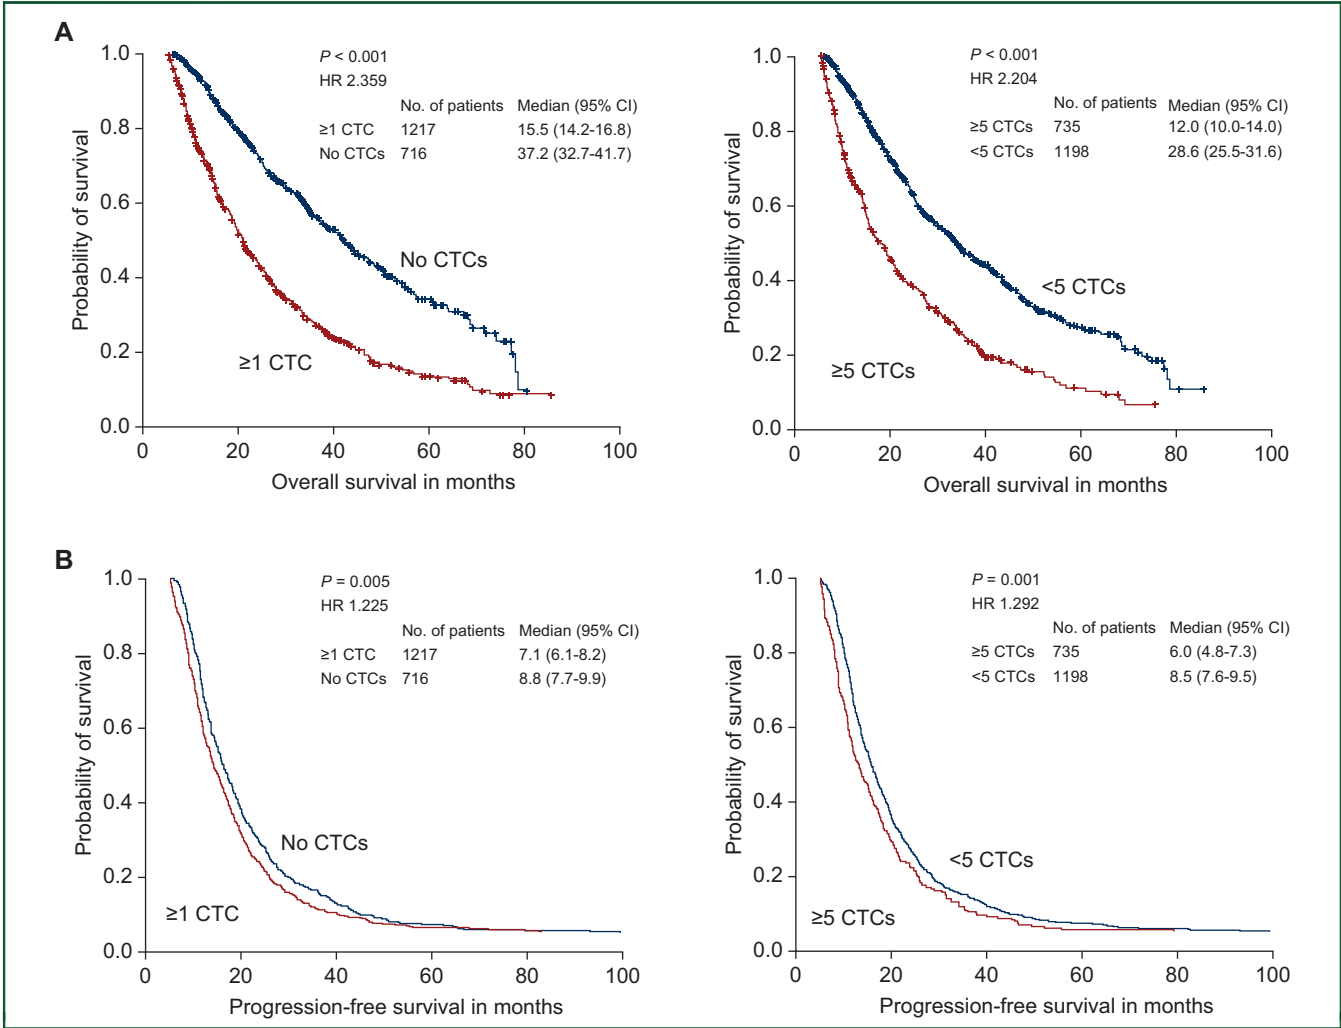 A
P < 0.001
HR 2.359
No. of patients Median (95% CI)
≥1 CTC 1217 15.5 (14.2-16.8)
No CTCs 716 37.2 (32.7-41.7)
No CTCs
≥1 CTC
Probability of survival
1.0
0.8
0.6
0.4
0.2
0.0
0 20 40 60 80 100
Overall survival in months
P < 0.001
HR 2.204
No. of patients Median (95% CI)
≥5 CTCs 735 12.0 (10.0-14.0)
<5 CTCs 1198 28.6 (25.5-31.6)
<5 CTCs
≥5 CTCs
Probability of survival
1.0
0.8
0.6
0.4
0.2
0.0
0 20 40 60 80 100
Overall survival in months
B
P = 0.005
HR 1.225
No. of patients Median (95% CI)
≥1 CTC 1217 7.1 (6.1-8.2)
No CTCs 716 8.8 (7.7-9.9)
No CTCs
≥1 CTC
Probability of survival
1.0
0.8
0.6
0.4
0.2
0.0
0 20 40 60 80 100
Progression-free survival in months
P = 0.001
HR 1.292
No. of patients Median (95% CI)
≥5 CTCs 735 6.0 (4.8-7.3)
<5 CTCs 1198 8.5 (7.6-9.5)
<5 CTCs
≥5 CTCs
Probability of survival
1.0
0.8
0.6
0.4
0.2
0.0
0 20 40 60 80 100
Progression-free survival in months